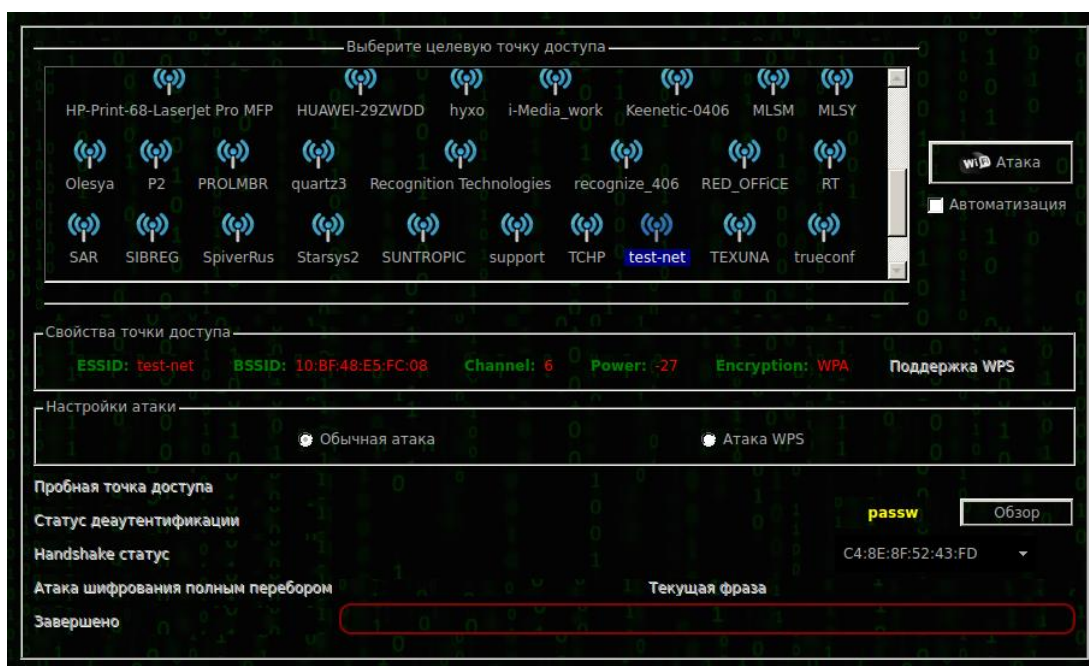 Выберите целевую точку доступа
HP-Print-68-LaserJet Pro MFP HUAWEI-29ZWDD hyxo i-Media_work Keenetic-0406 MLSM MLSY
Olesya P2 PROLMBR quartz3 Recognition Technologies recognize_406 RED_OFFiCE RT
WiFi Атака
Автоматизация
SAR SIBREG SpiverRus Starsys2 SUNTROPIC support TCHP test-net TEXUNA trueconf
Свойства точки доступа
ESSID: test-net BSSID: 10:BF:48:E5:FC:08 Channel: 6 Power: -27 Encryption: WPA Поддержка WPS
Настройки атаки
Обычная атака Атака WPS
Пробная точка доступа
Статус деаутентификации passw Обзор
Handshake статус C4:8E:8F:52:43:FD
Атака шифрования полным перебором Текущая фраза
Завершено